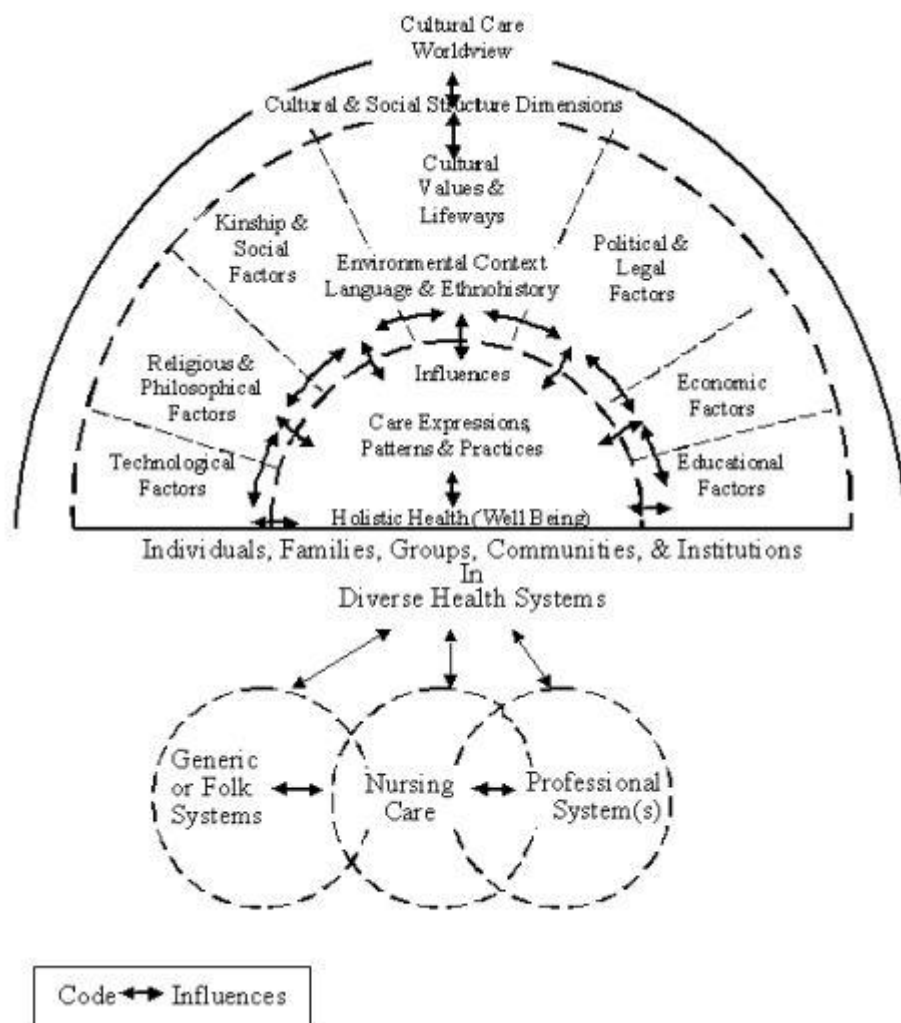 Cultural Care
Worldview
Cultural & Social Structure Dimensions
Cultural
Values &
Lifeways
Kinship &
Social
Factors
Political &
Legal
Factors
Environmental Context
Language & Ethnohistory
Religious &
Philosophical
Factors
Influences
Economic
Factors
Care Expressions,
Patterns & Practices
Technological
Factors
Educational
Factors
Holistic Health (Well Being)
Individuals, Families, Groups, Communities, & Institutions
In
Diverse Health Systems
Generic
or Folk
Systems
Nursing
Care
Professional
System(s)
Code Influences